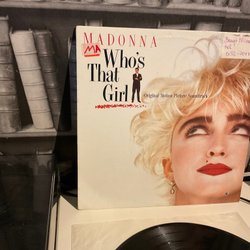 MADONNA
Who's
That
Girl
Original Motion Picture Soundtrack